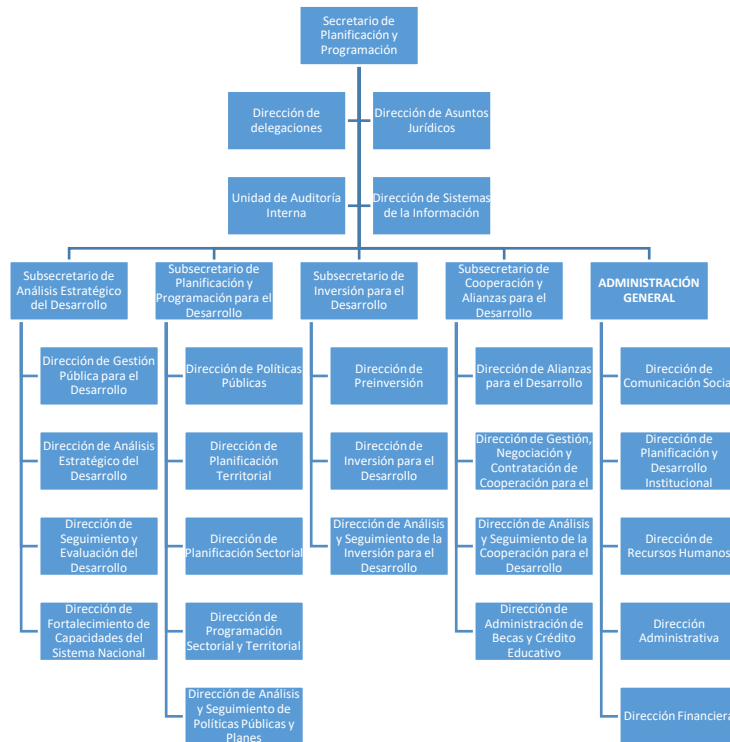 Secretario de
Planificación y
Programación
Dirección de
delegaciones
Dirección de Asuntos
Jurídicos
Unidad de Auditoría
Interna
Dirección de Sistemas
de la Información
Subsecretario de
Análisis Estratégico
del Desarrollo
Dirección de Gestión
Pública para el
Desarrollo
Dirección de Análisis
Estratégico del
Desarrollo
Dirección de
Seguimiento y
Evaluación del
Desarrollo
Dirección de
Fortalecimiento de
Capacidades del
Sistema Nacional
Subsecretario de
Planificación y
Programación para el
Desarrollo
Dirección de Políticas
Públicas
Dirección de
Planificación
Territorial
Dirección de
Planificación Sectorial
Dirección de
Programación
Sectorial y Territorial
Dirección de Análisis
y Seguimiento de
Políticas Públicas y
Planes
Subsecretario de
Inversión para el
Desarrollo
Dirección de
Preinversión
Dirección de
Inversión para el
Desarrollo
Dirección de Análisis
y Seguimiento de la
Inversión para el
Desarrollo
Subsecretario de
Cooperación y
Alianzas para el
Desarrollo
Dirección de Alianzas
para el Desarrollo
Dirección de Gestión,
Negociación y
Contratación de
Cooperación para el
Dirección de Análisis
y Seguimiento de la
Cooperación para el
Desarrollo
Dirección de
Administración de
Becas y Crédito
Educativo
ADMINISTRACIÓN
GENERAL
Dirección de
Comunicación Social
Dirección de
Planificación y
Desarrollo
Institucional
Dirección de
Recursos Humanos
Dirección
Administrativa
Dirección Financiera